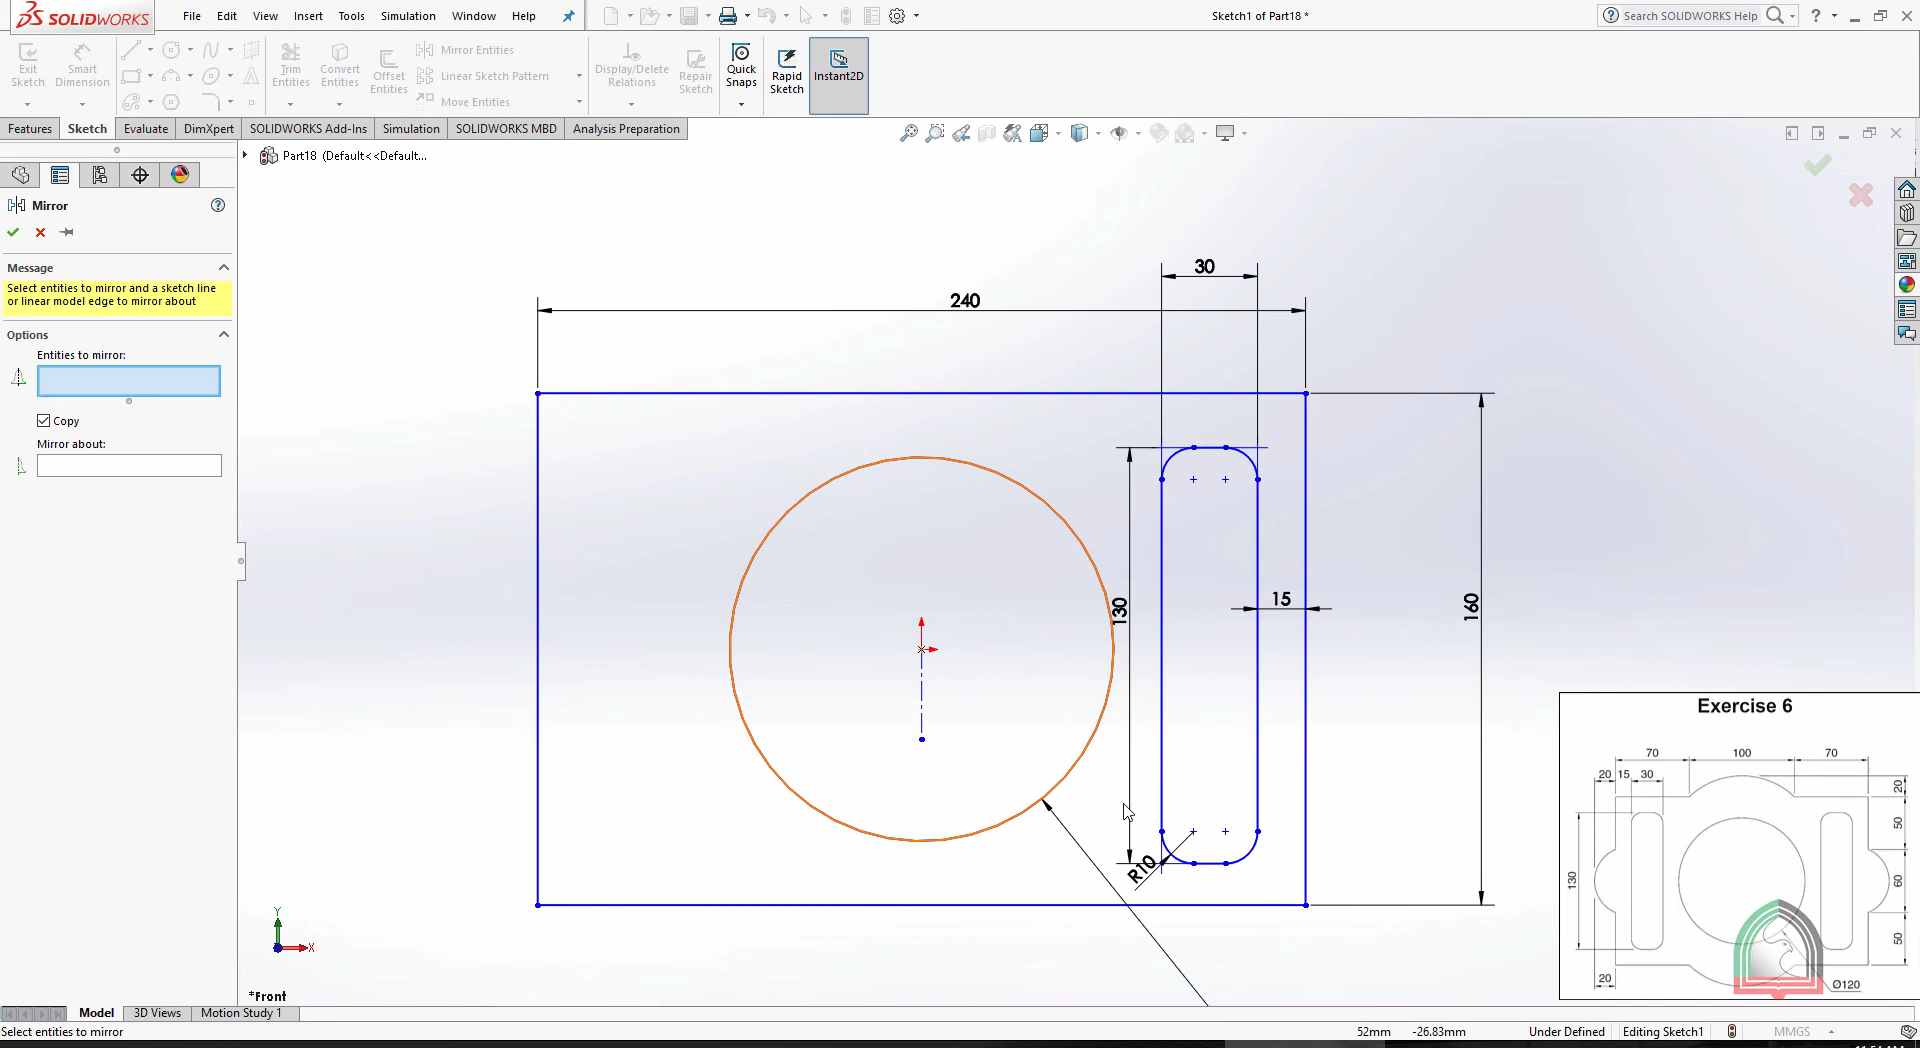 SOLIDWORKS
File Edit View Insert Tools Simulation Window Help
Sketch1 of Part18 *
Search SOLIDWORKS Help
Exit Sketch
Smart Dimension
Trim Entities
Convert Entities
Offset Entities
Mirror Entities
Linear Sketch Pattern
Move Entities
Display/Delete Relations
Repair Sketch
Quick Snaps
Rapid Sketch
Instant2D
Features Sketch Evaluate DimXpert SOLIDWORKS Add-Ins Simulation SOLIDWORKS MBD Analysis Preparation
Part18 (Default<<Default...
Mirror
Message
Select entities to mirror and a sketch line
or linear model edge to mirror about
Options
Entities to mirror:
Copy
Mirror about:
30
240
130
15
160
R10
Y
X
*Front
Exercise 6
70 100 70
20 15 30
20
50
130
60
50
20
Ø120
Model 3D Views Motion Study 1
Select entities to mirror
52mm -26.83mm Under Defined Editing Sketch1 MMGS